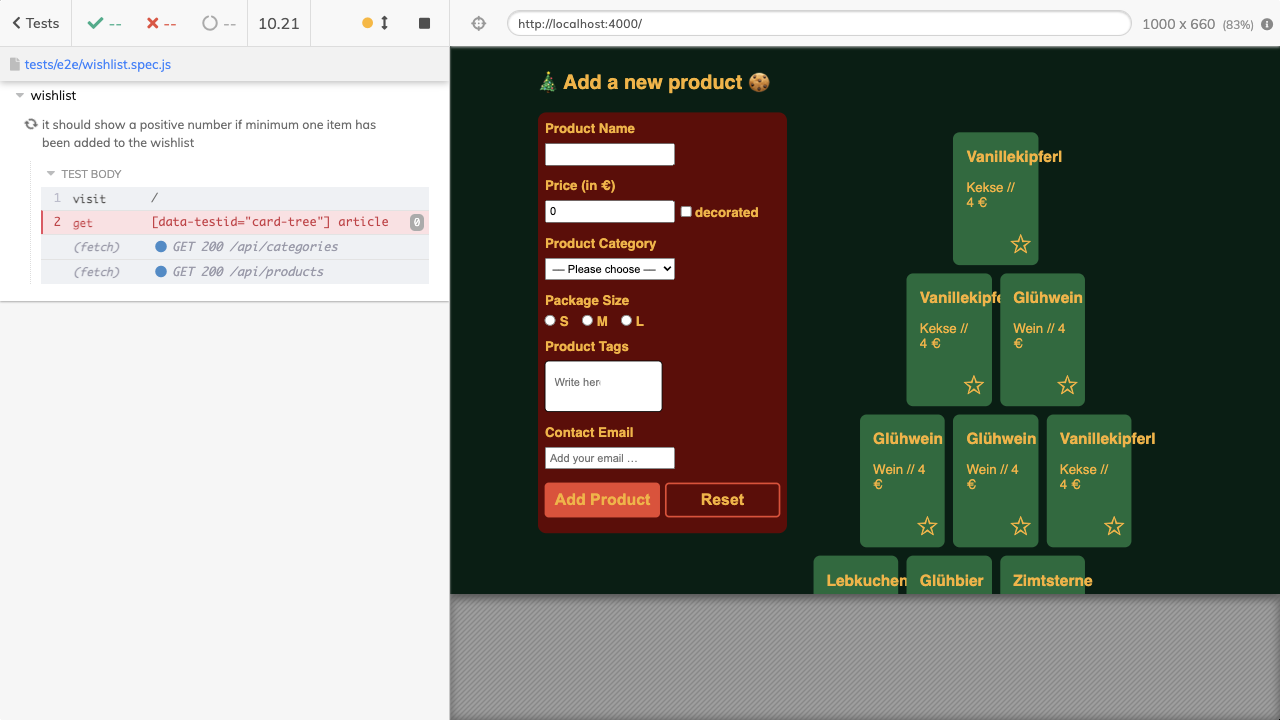 Tests
--
--
--
10.21
http://localhost:4000/
1000 x 660 (83%)
tests/e2e/wishlist.spec.js
wishlist
it should show a positive number if minimum one item has
been added to the wishlist
TEST BODY
1 visit /
2 get [data-testid="card-tree"] article 0
(fetch) GET 200 /api/categories
(fetch) GET 200 /api/products
🎄 Add a new product 🍪
Product Name
Price (in €)
0
decorated
Product Category
— Please choose —
Package Size
S M L
Product Tags
Write here
Contact Email
Add your email …
Add Product
Reset
Vanillekipferl
Kekse //
4 €
Vanillekipfe
Kekse //
4 €
Glühwein
Wein // 4
€
Glühwein
Wein // 4
€
Glühwein
Wein // 4
€
Vanillekipferl
Kekse //
4 €
Lebkuchen
Glühbier
Zimtsterne